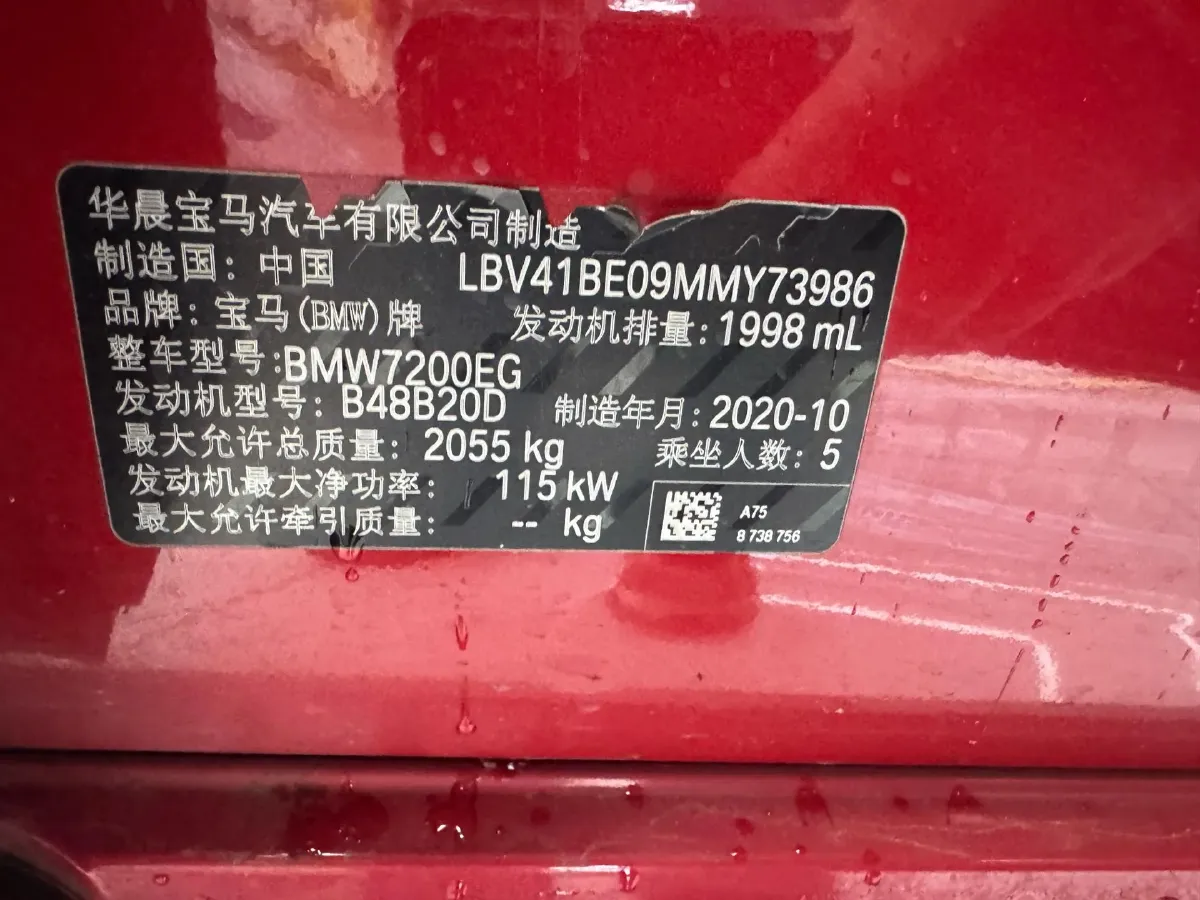 华晨宝马汽车有限公司制造
制造国：中国 LBV41BE09MMY73986
品牌：宝马(BMW)牌 发动机排量：1998 mL
整车型号：BMW7200EG
发动机型号：B48B20D 制造年月：2020-10
最大允许总质量：2055 kg 乘坐人数：5
发动机最大净功率：115 kW
最大允许牵引质量：-- kg
A75
8 738 756